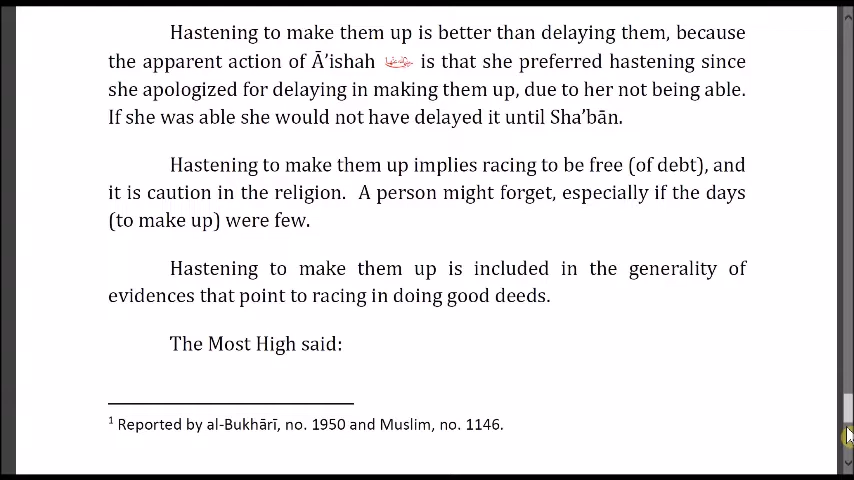 Hastening to make them up is better than delaying them, because
the apparent action of Ā’ishah is that she preferred hastening since
she apologized for delaying in making them up, due to her not being able.
If she was able she would not have delayed it until Sha’bān.
Hastening to make them up implies racing to be free (of debt), and
it is caution in the religion. A person might forget, especially if the days
(to make up) were few.
Hastening to make them up is included in the generality of
evidences that point to racing in doing good deeds.
The Most High said:
1 Reported by al-Bukhārī, no. 1950 and Muslim, no. 1146.